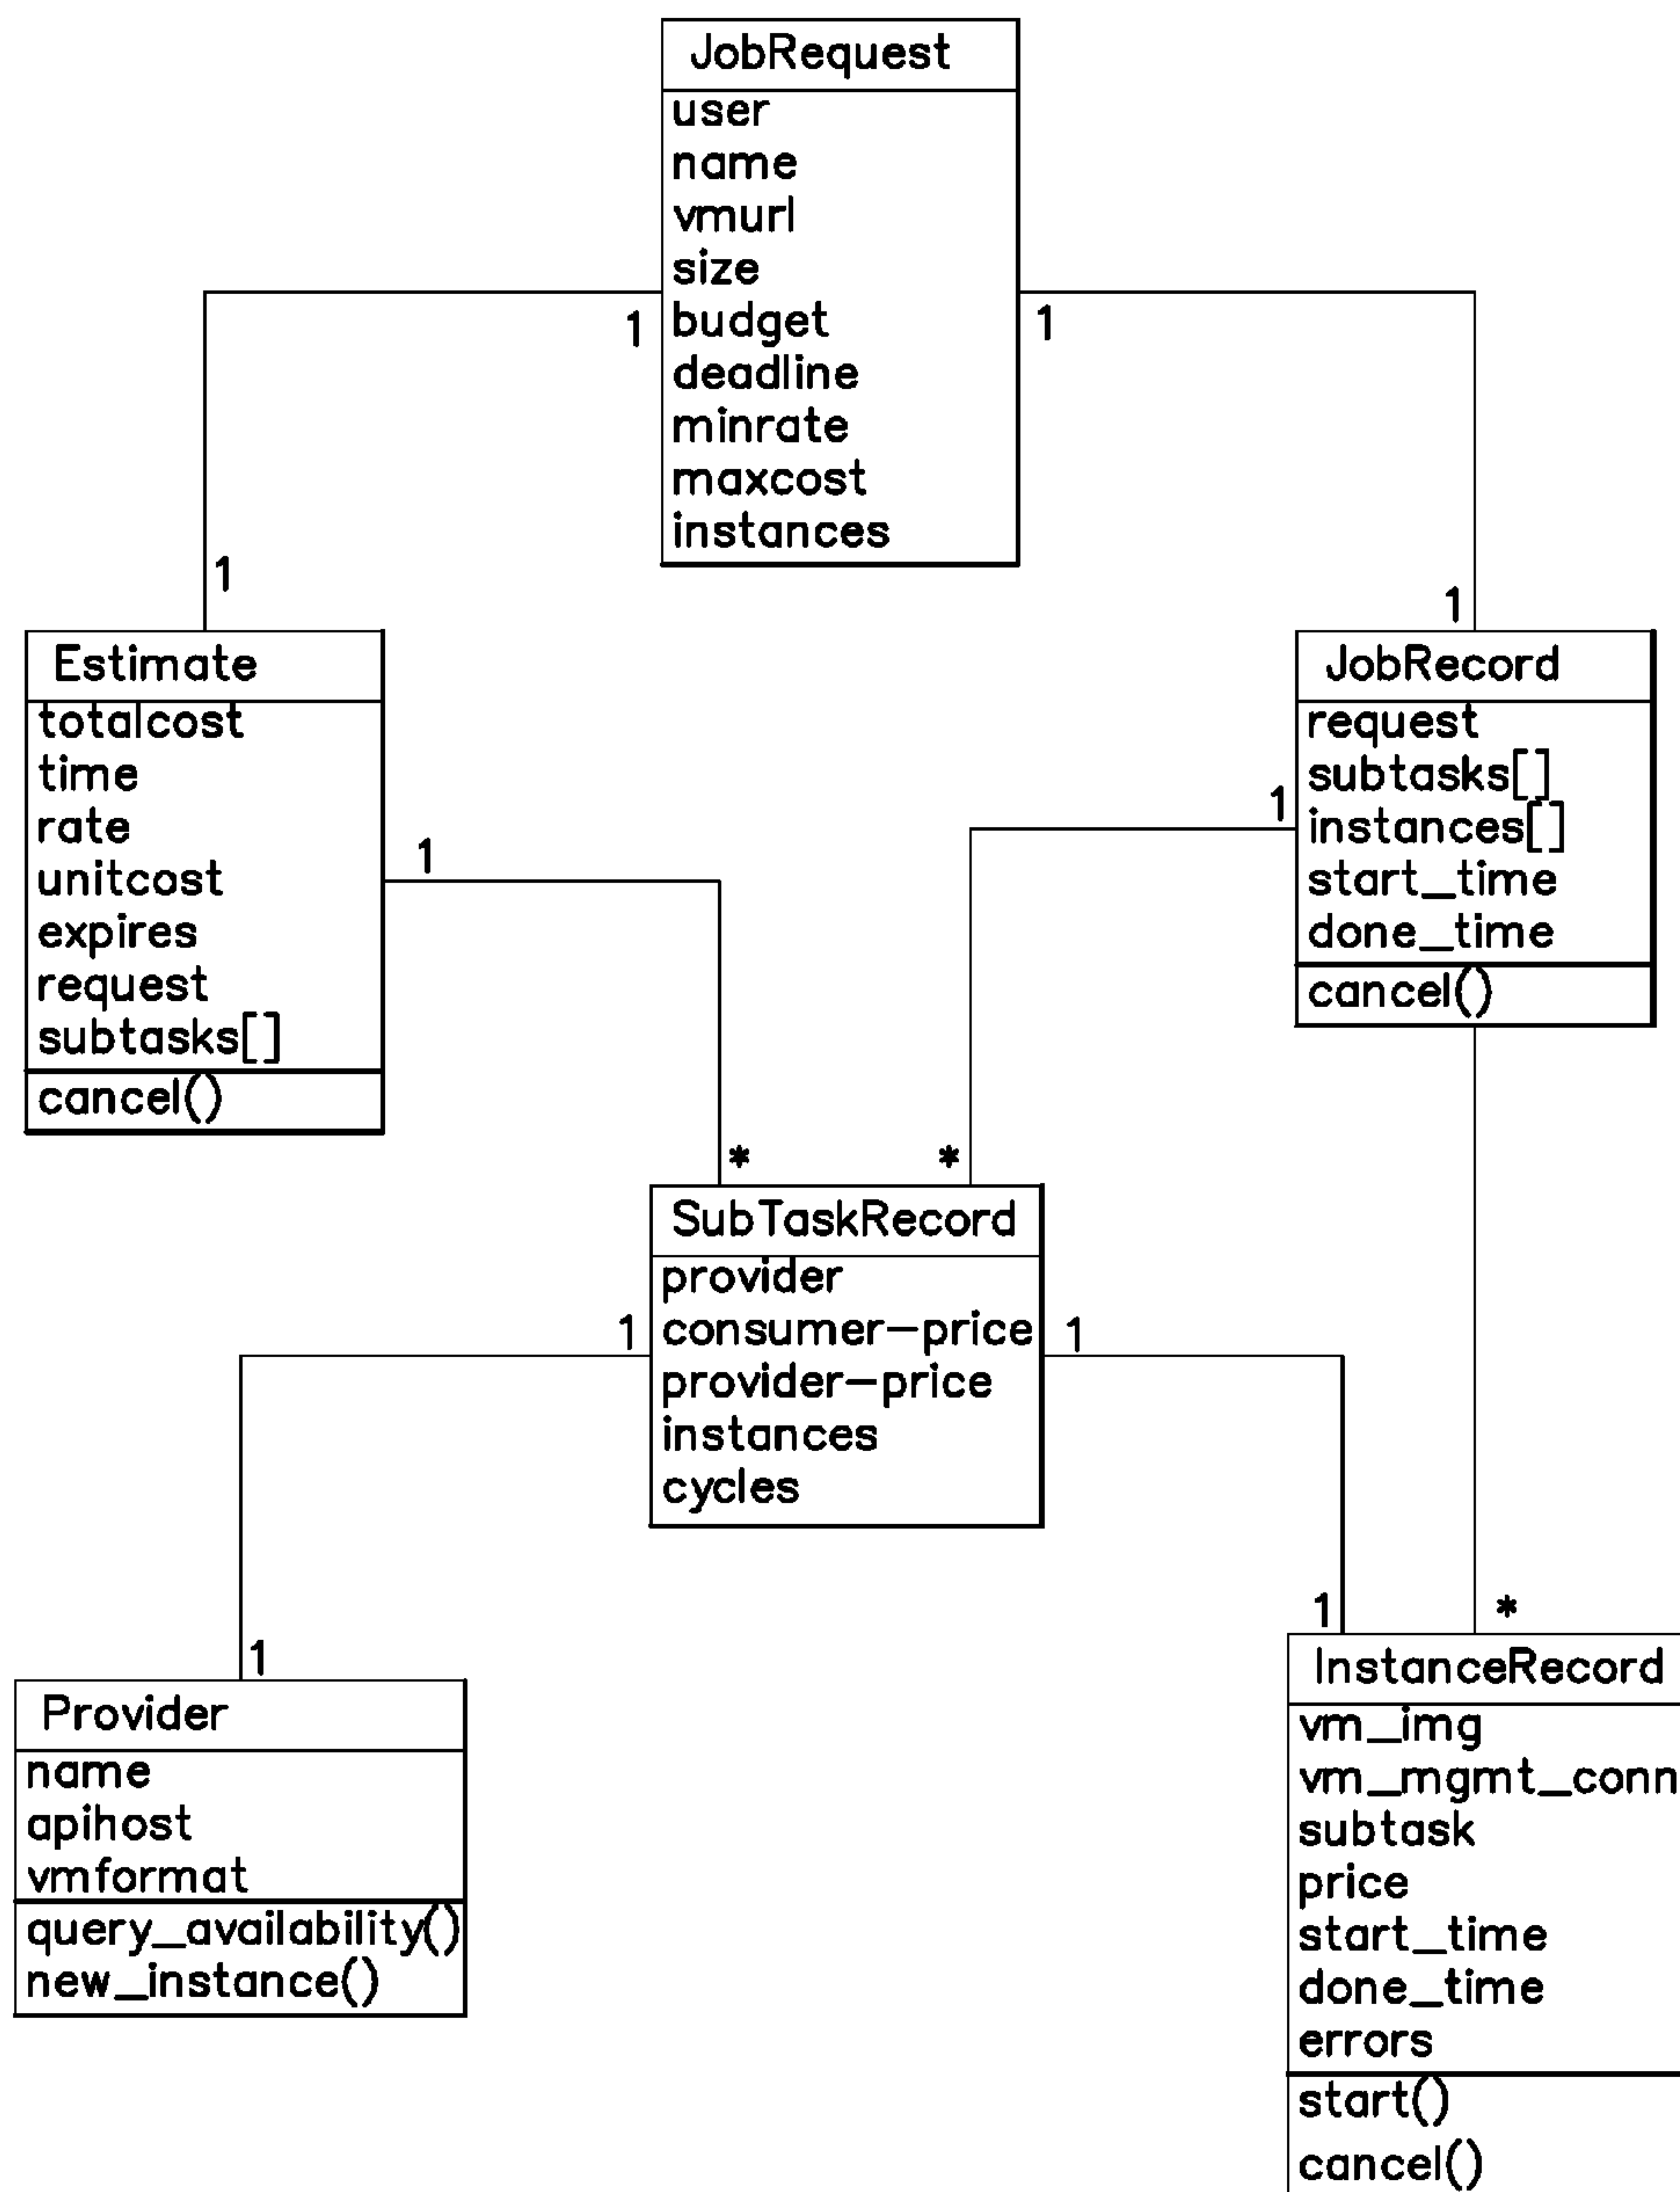 JobRequest
user
name
vmurl
size
budget
deadline
minrate
maxcost
instances
1
1
1
1
Estimate
totalcost
time
rate
unitcost
expires
request
subtasks[]
cancel()
JobRecord
request
subtasks[]
instances[]
start_time
done_time
cancel()
1
1
*
*
SubTaskRecord
provider
consumer-price
provider-price
instances
cycles
1
1
1
1
*
Provider
name
apihost
vmformat
query_availability()
new_instance()
InstanceRecord
vm_img
vm_mgmt_conn
subtask
price
start_time
done_time
errors
start()
cancel()